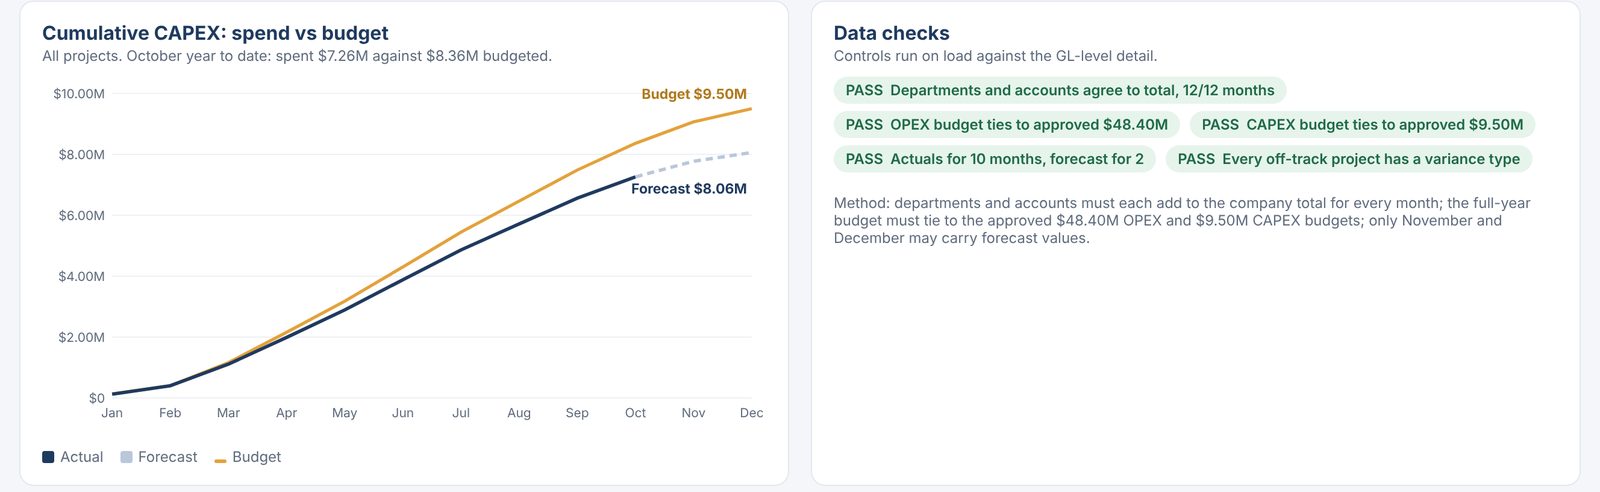 Cumulative CAPEX: spend vs budget
All projects. October year to date: spent $7.26M against $8.36M budgeted.
$10.00M
$8.00M
$6.00M
$4.00M
$2.00M
$0
Budget $9.50M
Forecast $8.06M
Jan Feb Mar Apr May Jun Jul Aug Sep Oct Nov Dec
Actual Forecast Budget
Data checks
Controls run on load against the GL-level detail.
PASS Departments and accounts agree to total, 12/12 months
PASS OPEX budget ties to approved $48.40M PASS CAPEX budget ties to approved $9.50M
PASS Actuals for 10 months, forecast for 2 PASS Every off-track project has a variance type
Method: departments and accounts must each add to the company total for every month; the full-year
budget must tie to the approved $48.40M OPEX and $9.50M CAPEX budgets; only November and
December may carry forecast values.